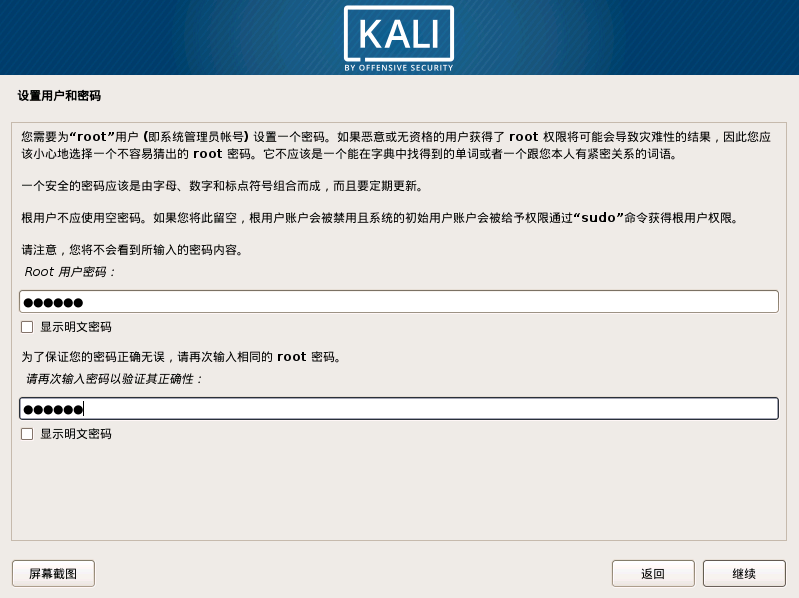 KALI
BY OFFENSIVE SECURITY
设置用户和密码
您需要为“root”用户 (即系统管理员帐号) 设置一个密码。如果恶意或无资格的用户获得了 root 权限将可能会导致灾难性的结果，因此您应
该小心地选择一个不容易猜出的 root 密码。它不应该是一个能在字典中找得到的单词或者一个跟您本人有紧密关系的词语。
一个安全的密码应该是由字母、数字和标点符号组合而成，而且要定期更新。
根用户不应使用空密码。如果您将此留空，根用户账户会被禁用且系统的初始用户账户会被给予权限通过“sudo”命令获得根用户权限。
请注意，您将不会看到所输入的密码内容。
Root 用户密码：
●●●●●●
显示明文密码
为了保证您的密码正确无误，请再次输入相同的 root 密码。
请再次输入密码以验证其正确性：
●●●●●●
显示明文密码
屏幕截图
返回
继续